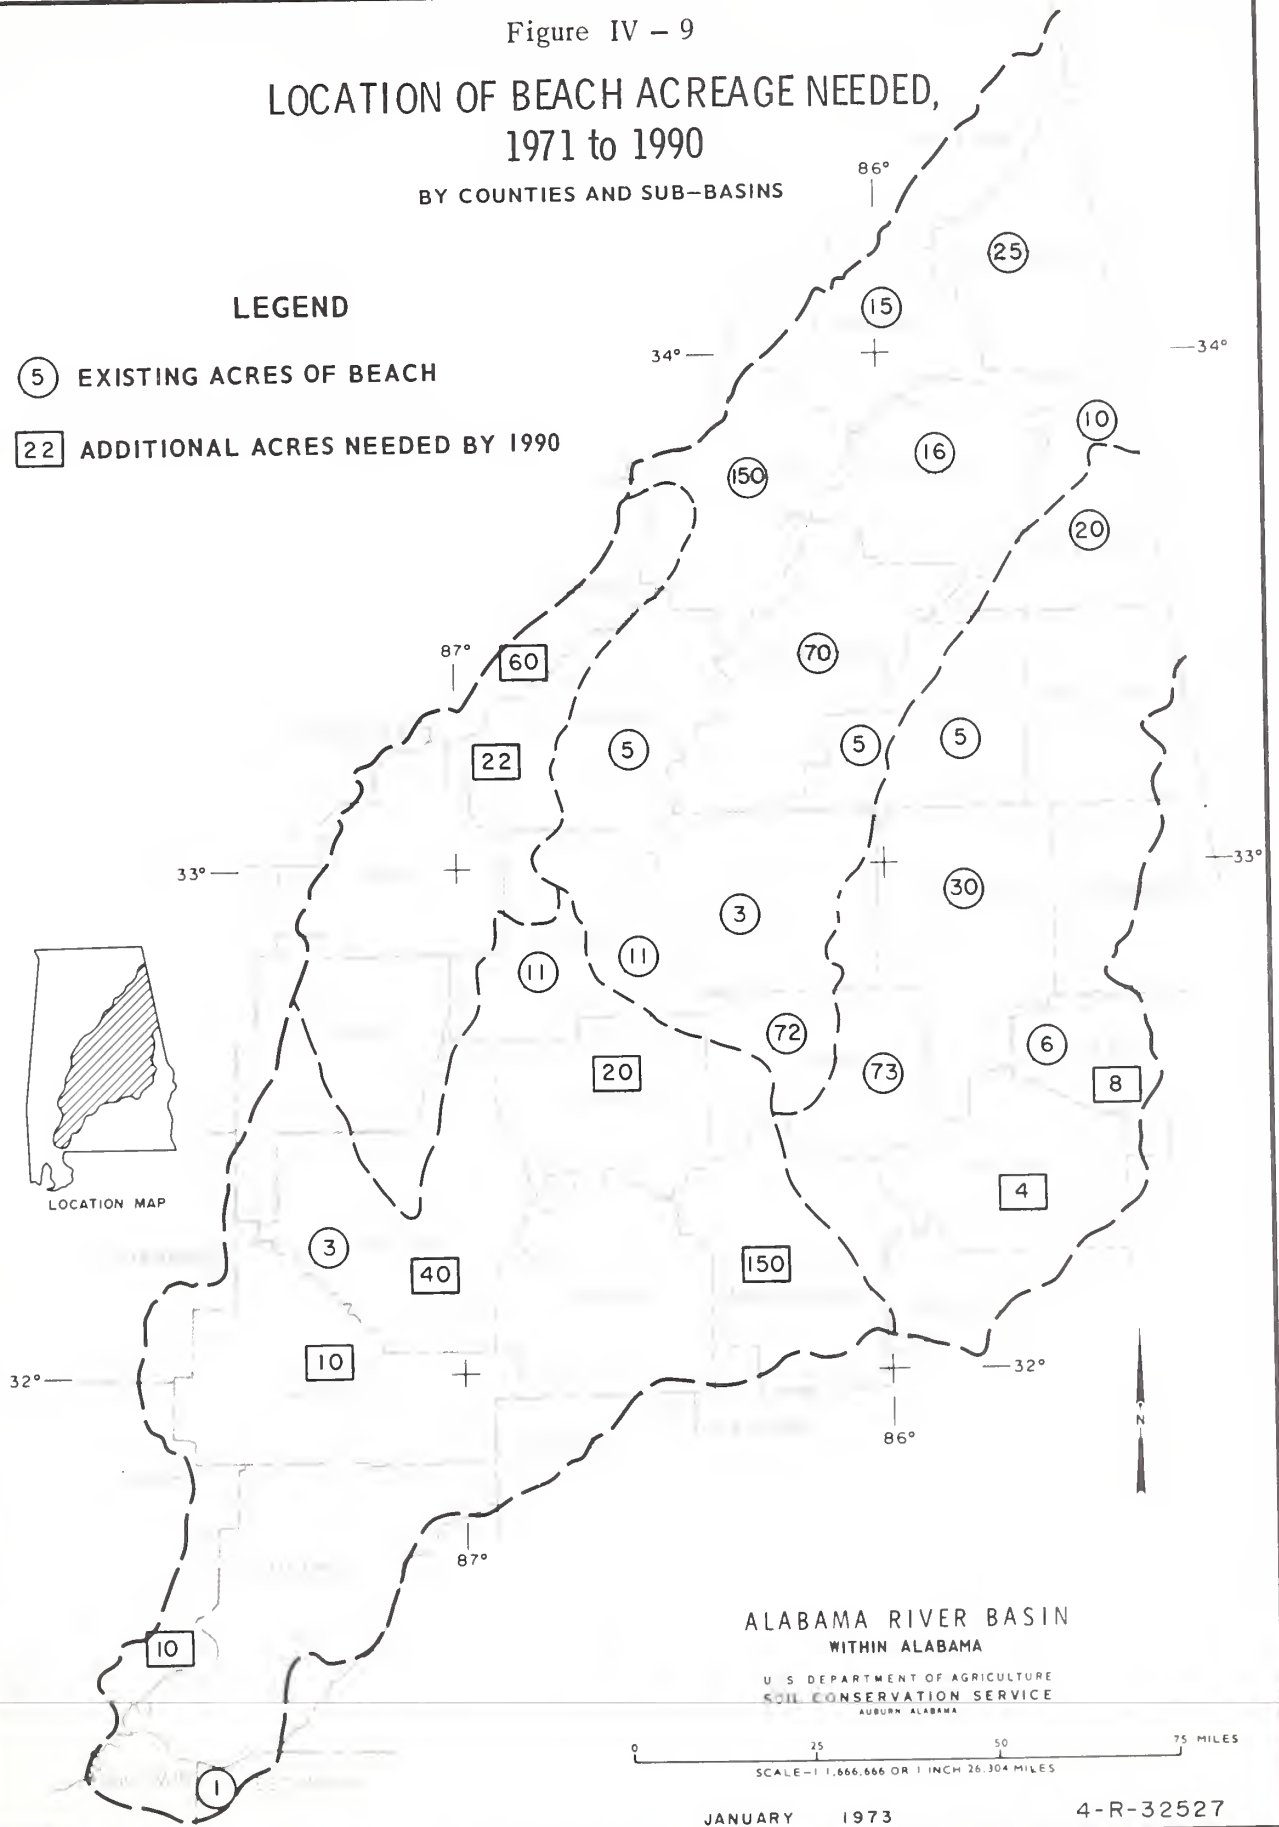 Figure IV – 9
LOCATION OF BEACH ACREAGE NEEDED,
1971 to 1990
BY COUNTIES AND SUB–BASINS
86°
25
LEGEND
15
34°
34°
5 EXISTING ACRES OF BEACH
10
22 ADDITIONAL ACRES NEEDED BY 1990
16
150
20
87°
60
70
5
5
5
22
33°
33°
30
3
11
11
72
6
20
73
8
LOCATION MAP
4
3
40
150
10
32°
32°
N
86°
87°
10
ALABAMA RIVER BASIN
WITHIN ALABAMA
U S DEPARTMENT OF AGRICULTURE
SOIL CONSERVATION SERVICE
AUBURN ALABAMA
0 25 50 75 MILES
SCALE-1 1,666,666 OR 1 INCH 26.304 MILES
1
JANUARY 1973
4-R-32527